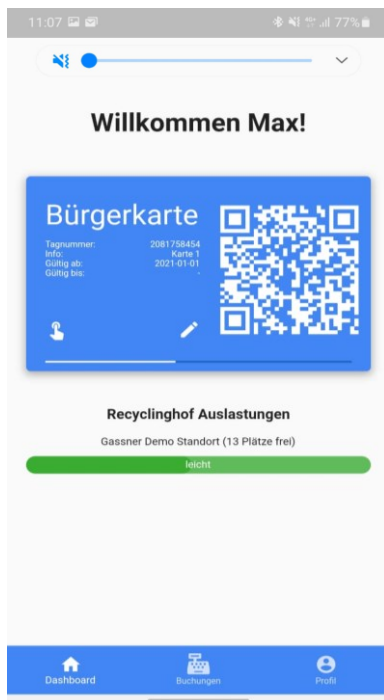 11:07 77%
Willkommen Max!
Bürgerkarte
Tagnummer: 2081758454
Info: Karte 1
Gültig ab: 2021-01-01
Gültig bis: -
Recyclinghof Auslastungen
Gassner Demo Standort (13 Plätze frei)
leicht
Dashboard Buchungen Profil